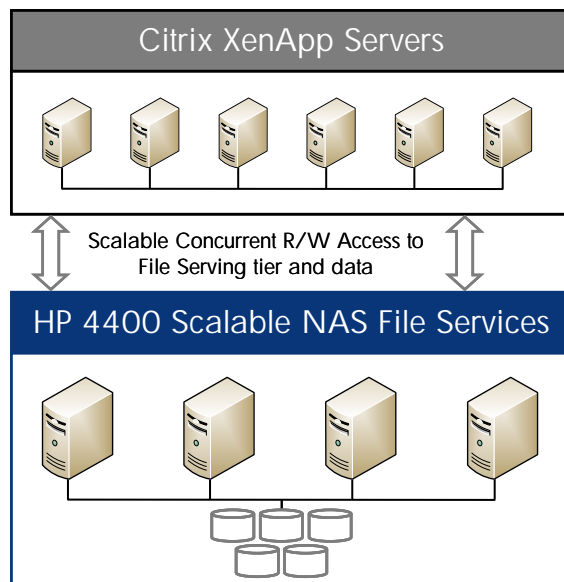 Citrix XenApp Servers
Scalable Concurrent R/W Access to
File Serving tier and data
HP 4400 Scalable NAS File Services